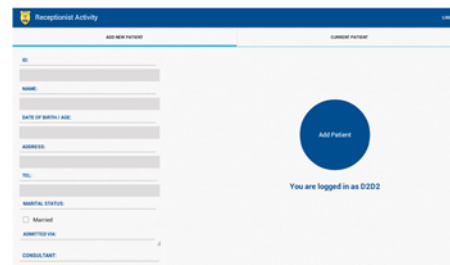 Receptionist Activity
ADD NEW PATIENT
CURRENT PATIENT
ID:
NAME:
DATE OF BIRTH / AGE:
ADDRESS:
TEL:
MARITAL STATUS:
Married
ADMITTED VIA:
CONSULTANT:
Add Patient
You are logged in as D2D2